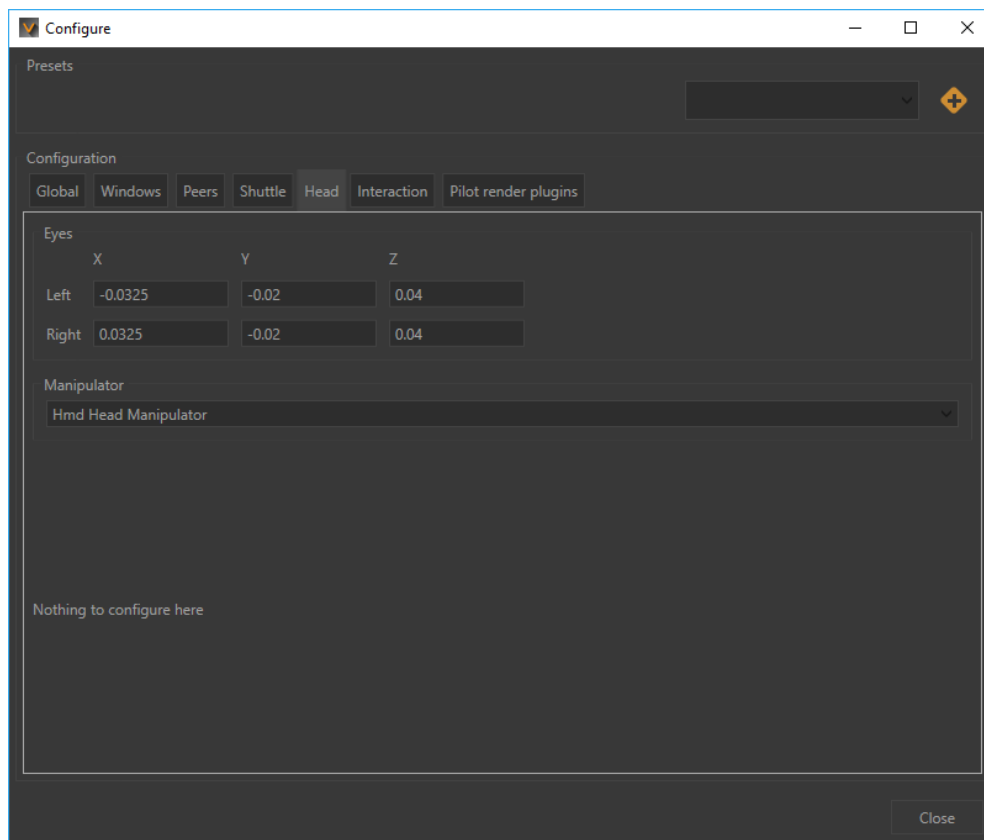 Configure
Presets
Configuration
Global Windows Peers Shuttle Head Interaction Pilot render plugins
Eyes
X Y Z
Left -0.0325 -0.02 0.04
Right 0.0325 -0.02 0.04
Manipulator
Hmd Head Manipulator
Nothing to configure here
Close